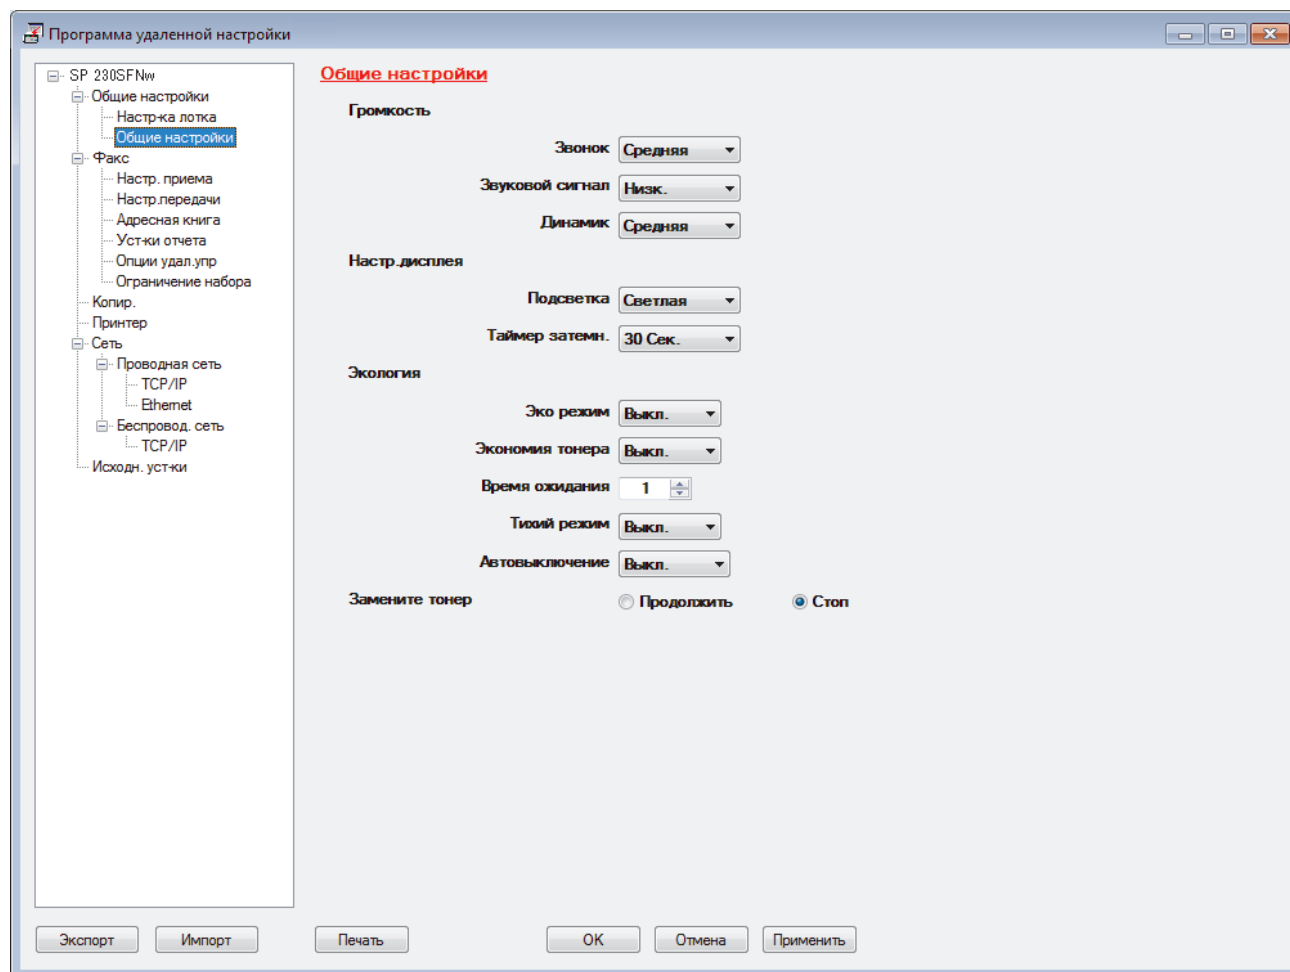 Программа удаленной настройки
SP 230SFNw
Общие настройки
Настр-ка лотка
Общие настройки
Факс
Настр. приема
Настр.передачи
Адресная книга
Уст-ки отчета
Опции удал.упр
Ограничение набора
Копир.
Принтер
Сеть
Проводная сеть
TCP/IP
Ethernet
Беспровод. сеть
TCP/IP
Исходн. уст-ки
Общие настройки
Громкость
Звонок Средняя
Звуковой сигнал Низк.
Динамик Средняя
Настр.дисплея
Подсветка Светлая
Таймер затемн. 30 Сек.
Экология
Эко режим Выкл.
Экономия тонера Выкл.
Время ожидания 1
Тихий режим Выкл.
Автовыключение Выкл.
Замените тонер Продолжить Стоп
Экспорт Импорт Печать OK Отмена Применить